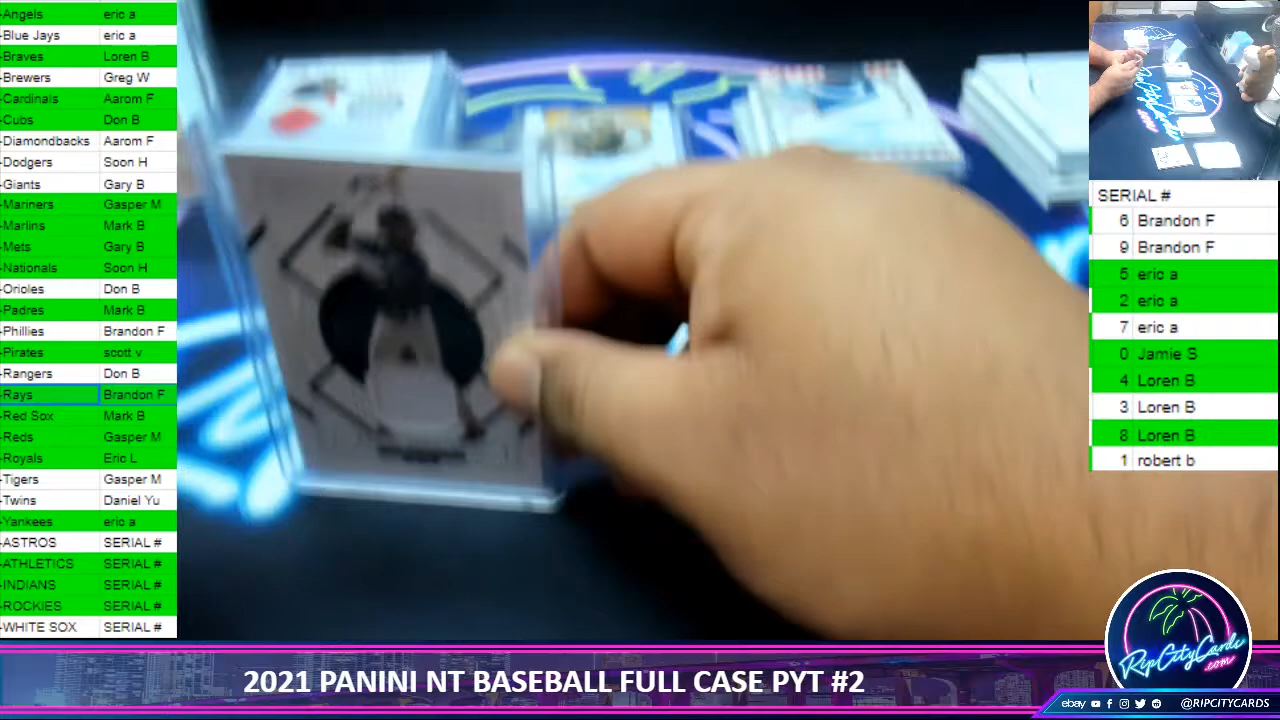 -Angels eric a
-Blue Jays eric a
-Braves Loren B
-Brewers Greg W
-Cardinals Aarom F
-Cubs Don B
-Diamondbacks Aarom F
-Dodgers Soon H
-Giants Gary B
-Mariners Gasper M
-Marlins Mark B
-Mets Gary B
-Nationals Soon H
-Orioles Don B
-Padres Mark B
-Phillies Brandon F
-Pirates scott v
-Rangers Don B
-Rays Brandon F
-Red Sox Mark B
-Reds Gasper M
-Royals Eric L
-Tigers Gasper M
-Twins Daniel Yu
-Yankees eric a
-ASTROS SERIAL #
-ATHLETICS SERIAL #
-INDIANS SERIAL #
-ROCKIES SERIAL #
-WHITE SOX SERIAL #
SERIAL #
6 Brandon F
9 Brandon F
5 eric a
2 eric a
7 eric a
0 Jamie S
4 Loren B
3 Loren B
8 Loren B
1 robert b
RipCityCards
.com
2021 PANINI NT BASEBALL FULL CASE PYT #2
ebay @RIPCITYCARDS